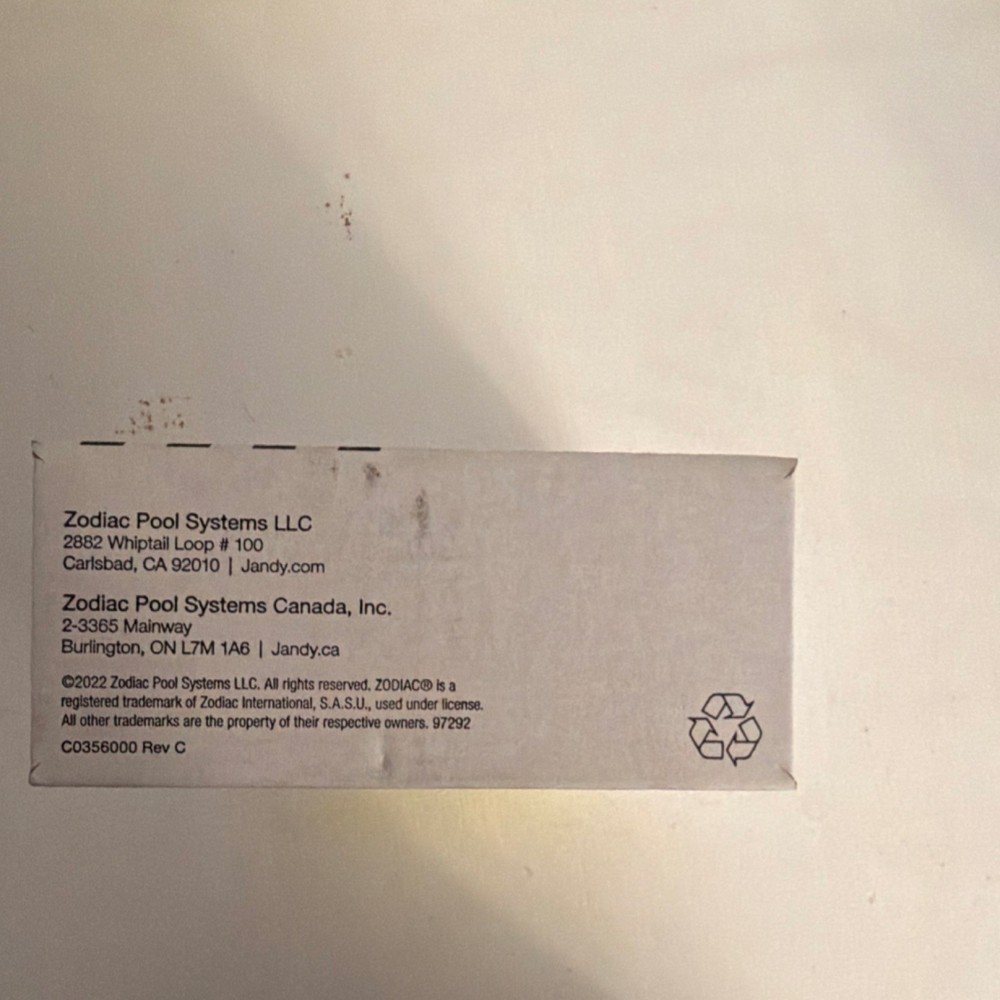 Zodiac Pool Systems LLC
2882 Whiptail Loop # 100
Carlsbad, CA 92010 | Jandy.com
Zodiac Pool Systems Canada, Inc.
2-3365 Mainway
Burlington, ON L7M 1A6 | Jandy.ca
©2022 Zodiac Pool Systems LLC. All rights reserved. ZODIAC® is a
registered trademark of Zodiac International, S.A.S.U., used under license.
All other trademarks are the property of their respective owners. 97292
C0356000 Rev C